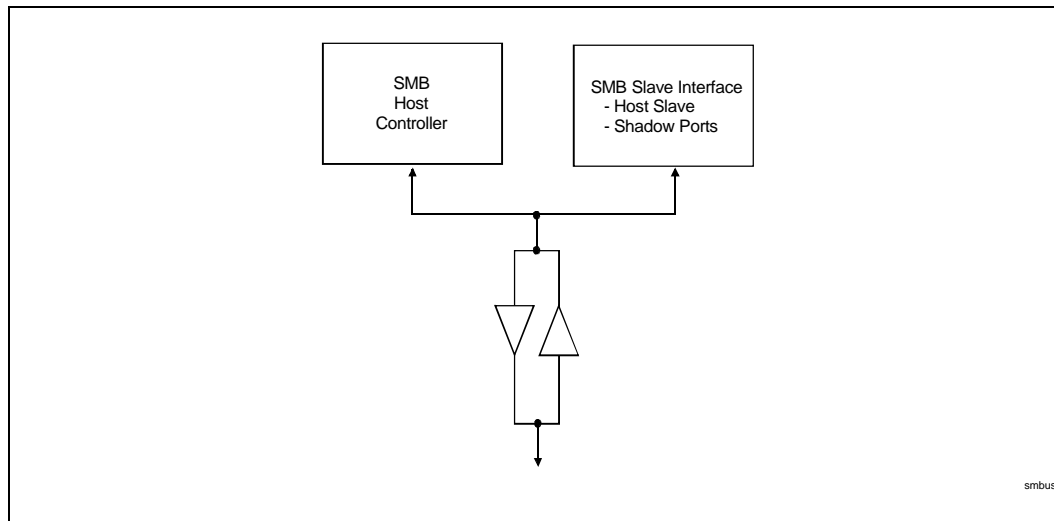 SMB
Host
Controller
SMB Slave Interface
- Host Slave
- Shadow Ports
smbus